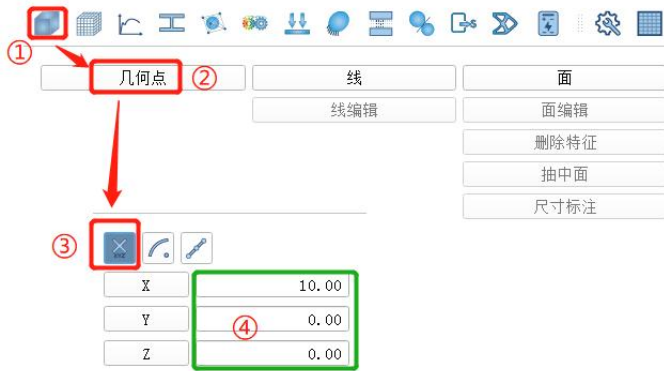 ①
几何点 ② 线 面
线编辑 面编辑
删除特征
抽中面
尺寸标注
③ XYZ
X 10.00
Y ④ 0.00
Z 0.00